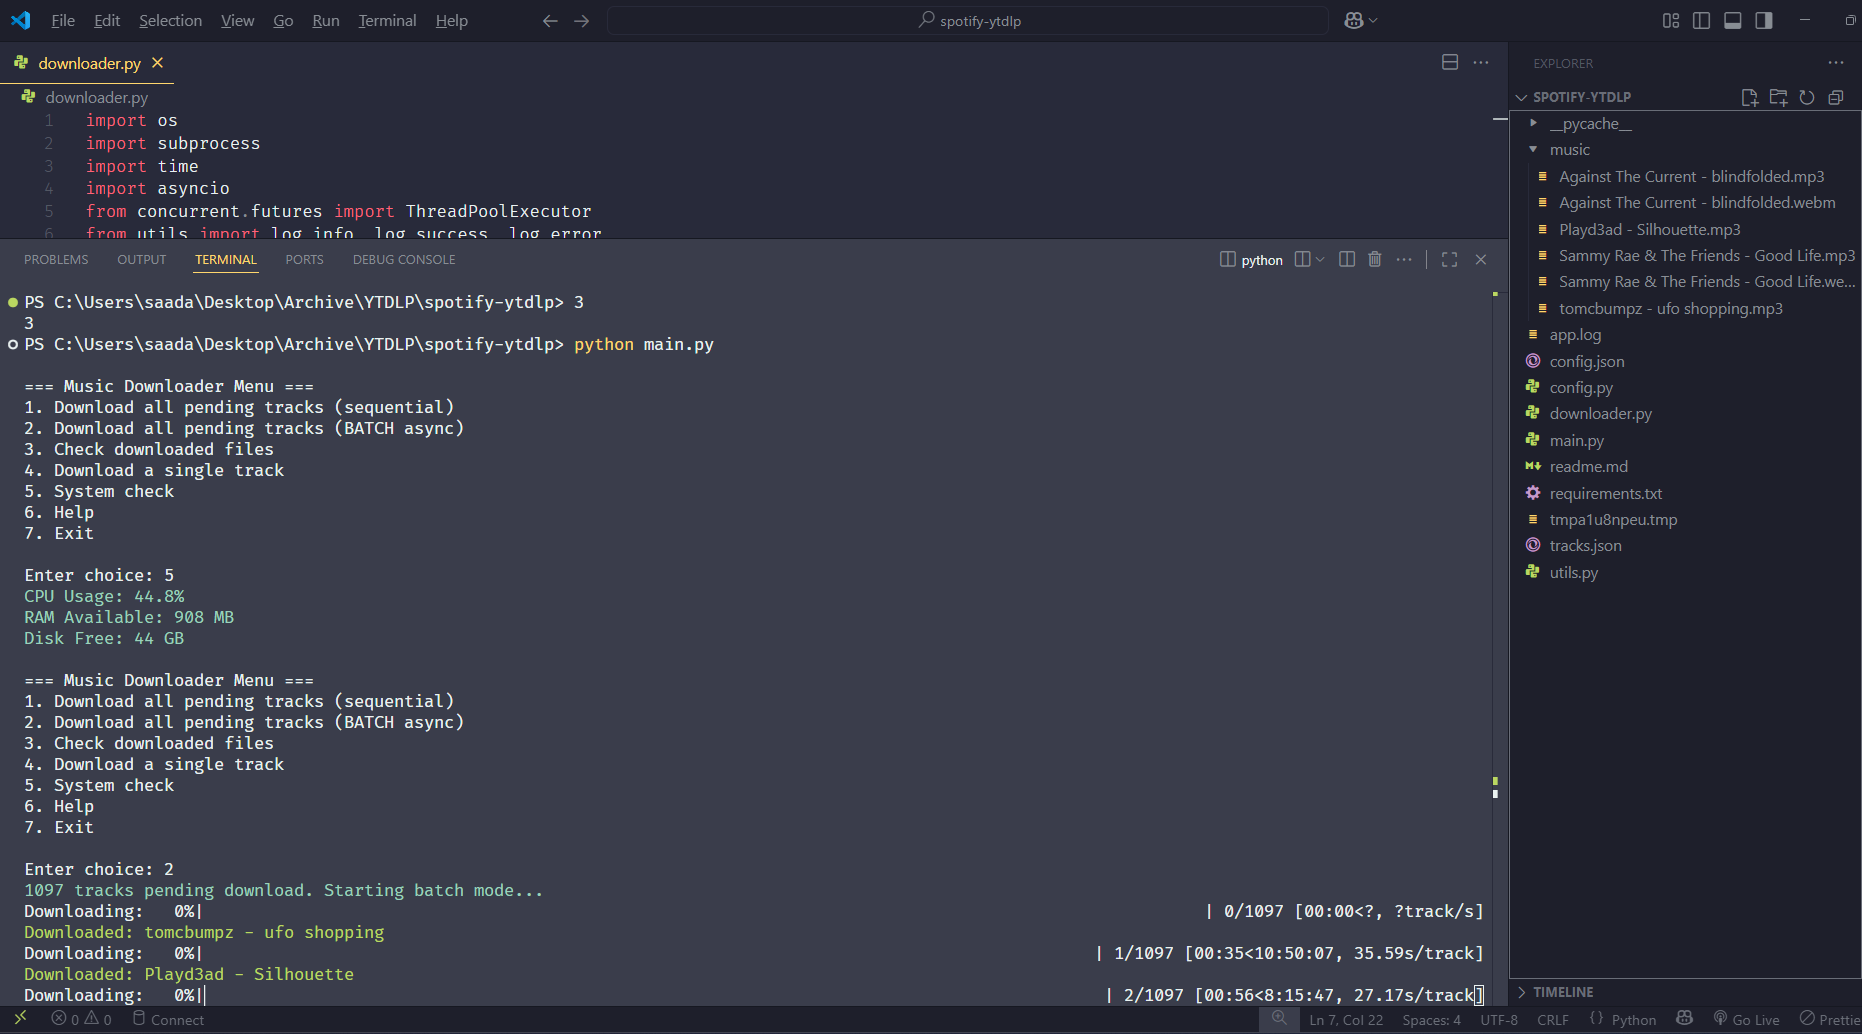 File Edit Selection View Go Run Terminal Help
spotify-ytdlp
downloader.py
downloader.py
1 import os
2 import subprocess
3 import time
4 import asyncio
5 from concurrent.futures import ThreadPoolExecutor
6 from utils import log_info, log_success, log_error
PROBLEMS OUTPUT TERMINAL PORTS DEBUG CONSOLE
python
PS C:\Users\saada\Desktop\Archive\YTDLP\spotify-ytdlp> 3
3
PS C:\Users\saada\Desktop\Archive\YTDLP\spotify-ytdlp> python main.py
=== Music Downloader Menu ===
1. Download all pending tracks (sequential)
2. Download all pending tracks (BATCH async)
3. Check downloaded files
4. Download a single track
5. System check
6. Help
7. Exit
Enter choice: 5
CPU Usage: 44.8%
RAM Available: 908 MB
Disk Free: 44 GB
=== Music Downloader Menu ===
1. Download all pending tracks (sequential)
2. Download all pending tracks (BATCH async)
3. Check downloaded files
4. Download a single track
5. System check
6. Help
7. Exit
Enter choice: 2
1097 tracks pending download. Starting batch mode...
Downloading:   0%| | 0/1097 [00:00<?, ?track/s]
Downloaded: tomcbumpz - ufo shopping
Downloading:   0%| | 1/1097 [00:35<10:50:07, 35.59s/track]
Downloaded: Playd3ad - Silhouette
Downloading:   0%| | 2/1097 [00:56<8:15:47, 27.17s/track]
EXPLORER
SPOTIFY-YTDLP
__pycache__
music
Against The Current - blindfolded.mp3
Against The Current - blindfolded.webm
Playd3ad - Silhouette.mp3
Sammy Rae & The Friends - Good Life.mp3
Sammy Rae & The Friends - Good Life.we...
tomcbumpz - ufo shopping.mp3
app.log
config.json
config.py
downloader.py
main.py
readme.md
requirements.txt
tmpa1u8npeu.tmp
tracks.json
utils.py
TIMELINE
0 0 Connect
Ln 7, Col 22 Spaces: 4 UTF-8 CRLF {} Python Go Live Prettie